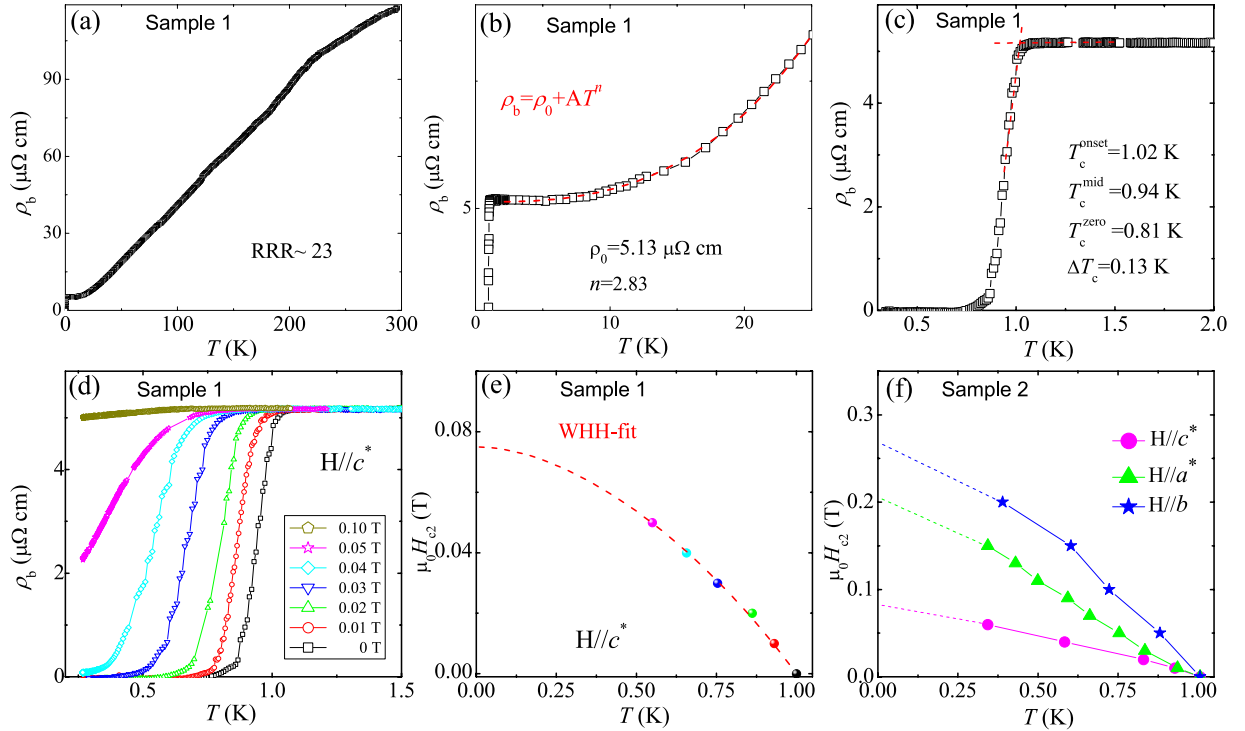 (a) Sample 1
ρb (μΩ cm)
90
60
30
0
RRR~ 23
0 100 200 300
T (K)
(b) Sample 1
ρb (μΩ cm)
5
ρb=ρ0+ATⁿ
ρ0=5.13 μΩ cm
n=2.83
0 10 20
T (K)
(c) Sample 1
ρb (μΩ cm)
4
2
0
Tc^onset=1.02 K
Tc^mid=0.94 K
Tc^zero=0.81 K
ΔTc=0.13 K
0.5 1.0 1.5 2.0
T (K)
(d) Sample 1
ρb (μΩ cm)
4
2
0
H//c*
0.10 T
0.05 T
0.04 T
0.03 T
0.02 T
0.01 T
0 T
0.5 1.0 1.5
T (K)
(e) Sample 1
μ0Hc2 (T)
0.08
0.04
0.00
WHH-fit
H//c*
0.00 0.25 0.50 0.75 1.00
T (K)
(f) Sample 2
μ0Hc2 (T)
0.3
0.2
0.1
0.0
H//c*
H//a*
H//b
0.00 0.25 0.50 0.75 1.00
T (K)